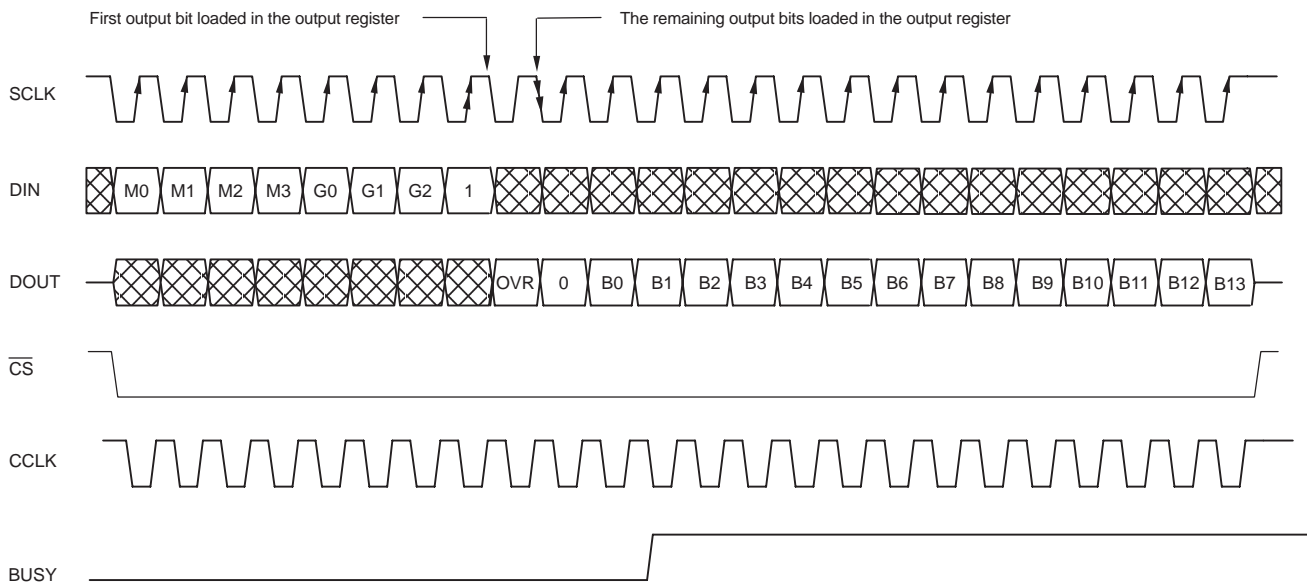 First output bit loaded in the output register The remaining output bits loaded in the output register
SCLK
DIN M0 M1 M2 M3 G0 G1 G2 1
DOUT OVR 0 B0 B1 B2 B3 B4 B5 B6 B7 B8 B9 B10 B11 B12 B13
C̅S̅
CCLK
BUSY